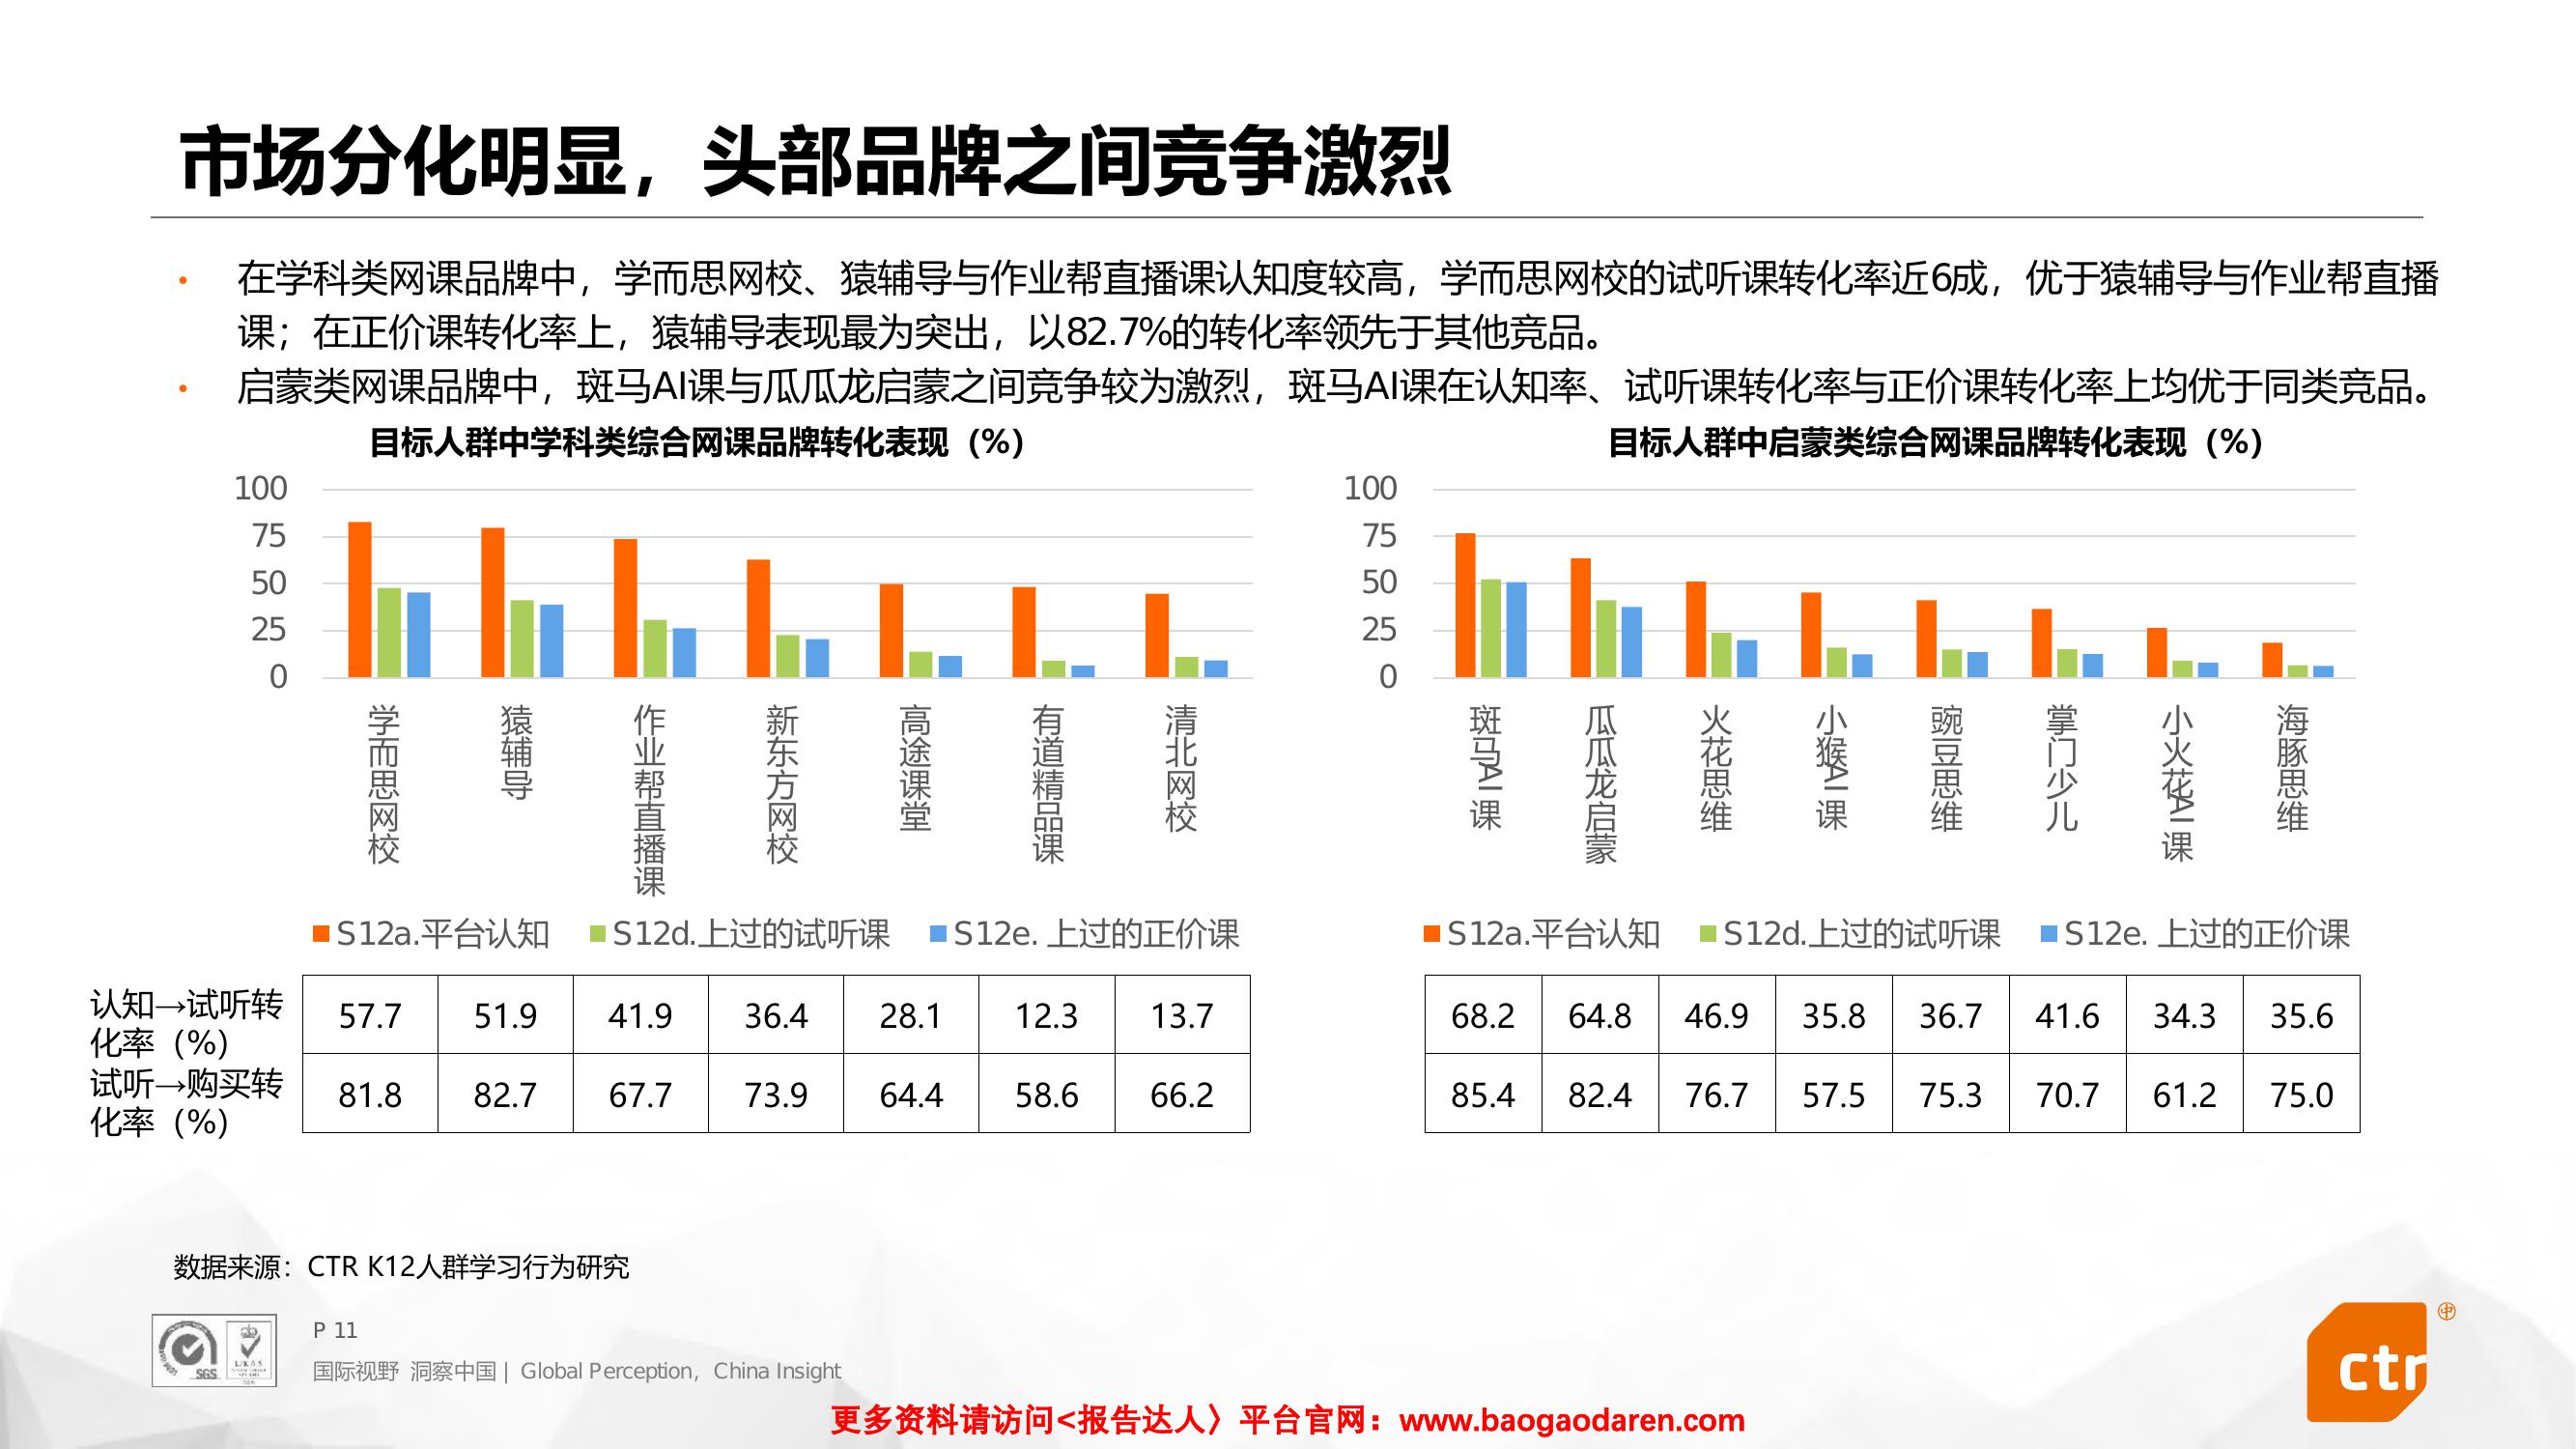 市场分化明显，头部品牌之间竞争激烈
• 在学科类网课品牌中，学而思网校、猿辅导与作业帮直播课认知度较高，学而思网校的试听课转化率近6成，优于猿辅导与作业帮直播
课；在正价课转化率上，猿辅导表现最为突出，以82.7%的转化率领先于其他竞品。
• 启蒙类网课品牌中，斑马AI课与瓜瓜龙启蒙之间竞争较为激烈，斑马AI课在认知率、试听课转化率与正价课转化率上均优于同类竞品。
目标人群中学科类综合网课品牌转化表现（%）
100
75
50
25
0
学而思网校
猿辅导
作业帮直播课
新东方网校
高途课堂
有道精品课
清北网校
S12a.平台认知 S12d.上过的试听课 S12e. 上过的正价课
目标人群中启蒙类综合网课品牌转化表现（%）
100
75
50
25
0
斑马AI课
瓜瓜龙启蒙
火花思维
小猴AI课
豌豆思维
掌门少儿
小火花AI课
海豚思维
S12a.平台认知 S12d.上过的试听课 S12e. 上过的正价课
认知→试听转
化率（%）
57.7 51.9 41.9 36.4 28.1 12.3 13.7
68.2 64.8 46.9 35.8 36.7 41.6 34.3 35.6
试听→购买转
化率（%）
81.8 82.7 67.7 73.9 64.4 58.6 66.2
85.4 82.4 76.7 57.5 75.3 70.7 61.2 75.0
数据来源：CTR K12人群学习行为研究
SGS
P 11
国际视野 洞察中国 | Global Perception，China Insight
ctr
中
更多资料请访问<报告达人〉平台官网：www.baogaodaren.com